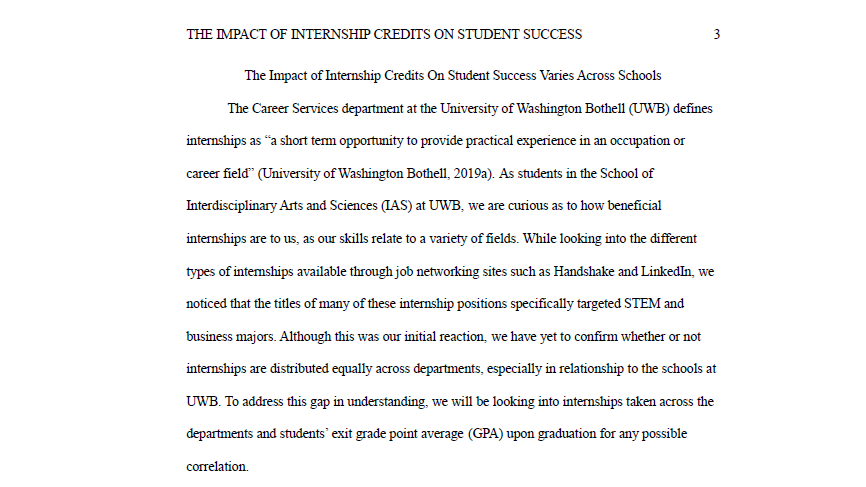 THE IMPACT OF INTERNSHIP CREDITS ON STUDENT SUCCESS 3
The Impact of Internship Credits On Student Success Varies Across Schools
The Career Services department at the University of Washington Bothell (UWB) defines
internships as “a short term opportunity to provide practical experience in an occupation or
career field” (University of Washington Bothell, 2019a). As students in the School of
Interdisciplinary Arts and Sciences (IAS) at UWB, we are curious as to how beneficial
internships are to us, as our skills relate to a variety of fields. While looking into the different
types of internships available through job networking sites such as Handshake and LinkedIn, we
noticed that the titles of many of these internship positions specifically targeted STEM and
business majors. Although this was our initial reaction, we have yet to confirm whether or not
internships are distributed equally across departments, especially in relationship to the schools at
UWB. To address this gap in understanding, we will be looking into internships taken across the
departments and students’ exit grade point average (GPA) upon graduation for any possible
correlation.